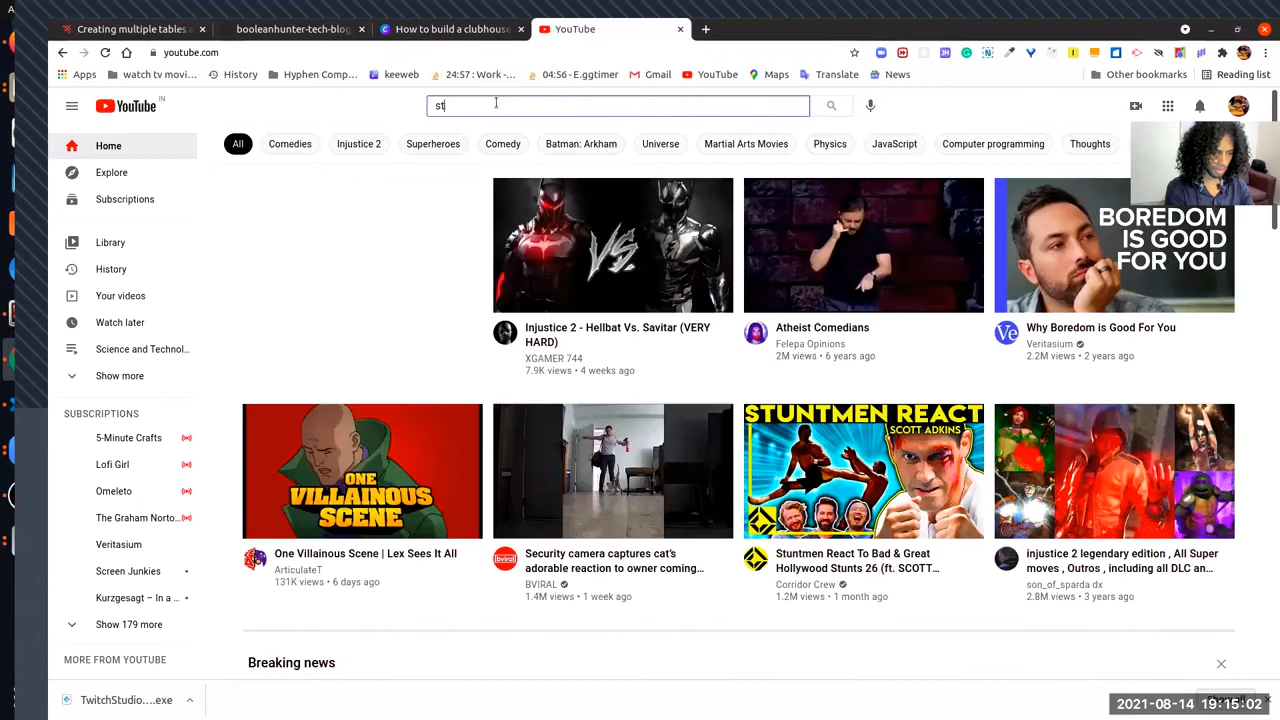 Creating multiple tables a
booleanhunter-tech-blog
How to build a clubhouse
YouTube
youtube.com
Apps
watch tv movi...
History
Hyphen Comp...
keeweb
24:57 : Work -...
04:56 - E.ggtimer
Gmail
YouTube
Maps
Translate
News
Other bookmarks
Reading list
YouTube IN
st
All
Comedies
Injustice 2
Superheroes
Comedy
Batman: Arkham
Universe
Martial Arts Movies
Physics
JavaScript
Computer programming
Thoughts
Home
Explore
Subscriptions
Library
History
Your videos
Watch later
Science and Technol...
Show more
SUBSCRIPTIONS
5-Minute Crafts
Lofi Girl
Omeleto
The Graham Norto...
Veritasium
Screen Junkies
Kurzgesagt – In a ...
Show 179 more
MORE FROM YOUTUBE
VS
Injustice 2 - Hellbat Vs. Savitar (VERY
HARD)
XGAMER 744
7.9K views • 4 weeks ago
Atheist Comedians
Felepa Opinions
2M views • 6 years ago
BOREDOM
IS GOOD
FOR YOU
Ve
Why Boredom is Good For You
Veritasium
2.2M views • 2 years ago
ONE
VILLAINOUS
SCENE
One Villainous Scene | Lex Sees It All
ArticulateT
131K views • 6 days ago
bviral
Security camera captures cat's
adorable reaction to owner coming...
BVIRAL
1.4M views • 1 week ago
STUNTMEN REACT
SCOTT ADKINS
Stuntmen React To Bad & Great
Hollywood Stunts 26 (ft. SCOTT...
Corridor Crew
1.2M views • 1 month ago
injustice 2 legendary edition , All Super
moves , Outros , including all DLC an...
son_of_sparda dx
2.8M views • 3 years ago
Breaking news
TwitchStudio....exe
Show all
2021-08-14 19:15:02